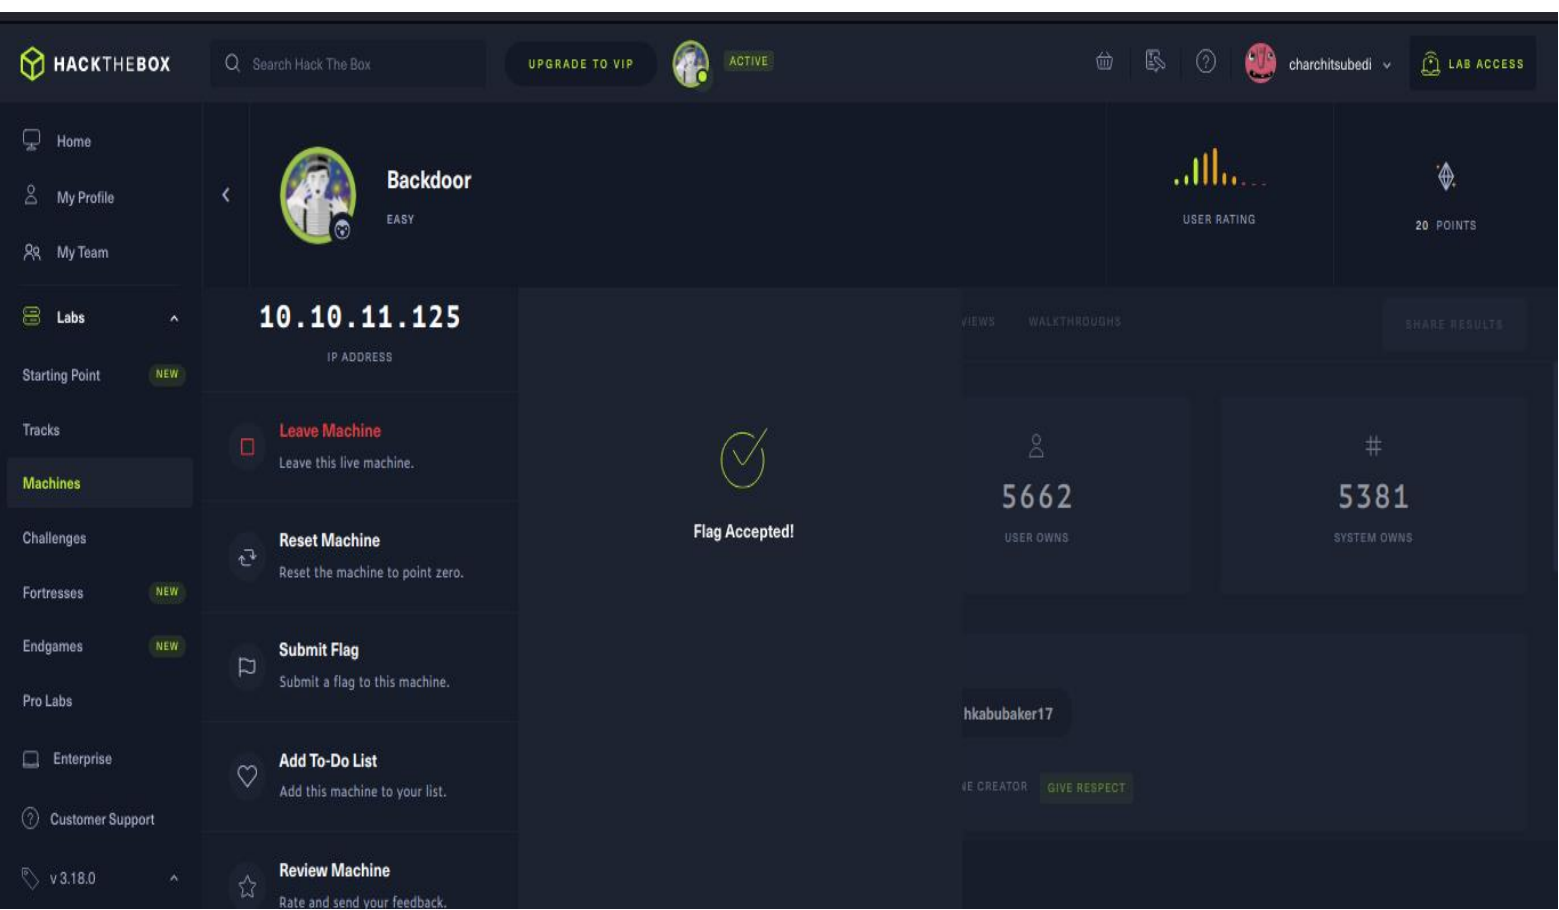 HACKTHEBOX
Search Hack The Box
UPGRADE TO VIP
ACTIVE
charchitsubedi
LAB ACCESS
Home
My Profile
My Team
Labs
Starting Point NEW
Tracks
Machines
Challenges
Fortresses NEW
Endgames NEW
Pro Labs
Enterprise
Customer Support
v 3.18.0
Backdoor
EASY
USER RATING
20 POINTS
10.10.11.125
IP ADDRESS
Leave Machine
Leave this live machine.
Reset Machine
Reset the machine to point zero.
Submit Flag
Submit a flag to this machine.
Add To-Do List
Add this machine to your list.
Review Machine
Rate and send your feedback.
Flag Accepted!
WALKTHROUGHS
SHARE RESULTS
5662
USER OWNS
5381
SYSTEM OWNS
hkabubaker17
CREATOR
GIVE RESPECT